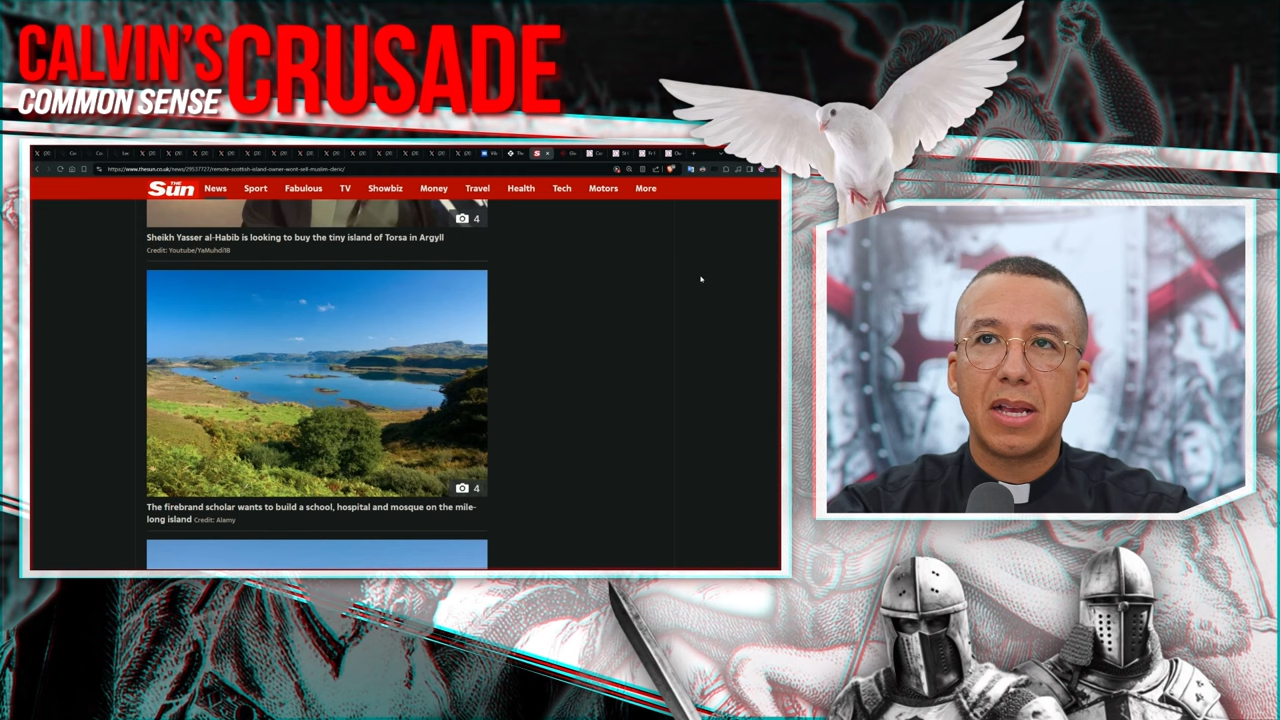 CALVIN'S
COMMON SENSE
CRUSADE
https://www.thesun.co.uk/news/29537727/remote-scottish-island-owner-wont-sell-muslim-cleric/
THE Sun News Sport Fabulous TV Showbiz Money Travel Health Tech Motors More
4
Sheikh Yasser al-Habib is looking to buy the tiny island of Torsa in Argyll
Credit: Youtube/YaMuhdi18
4
The firebrand scholar wants to build a school, hospital and mosque on the mile-
long island Credit: Alamy